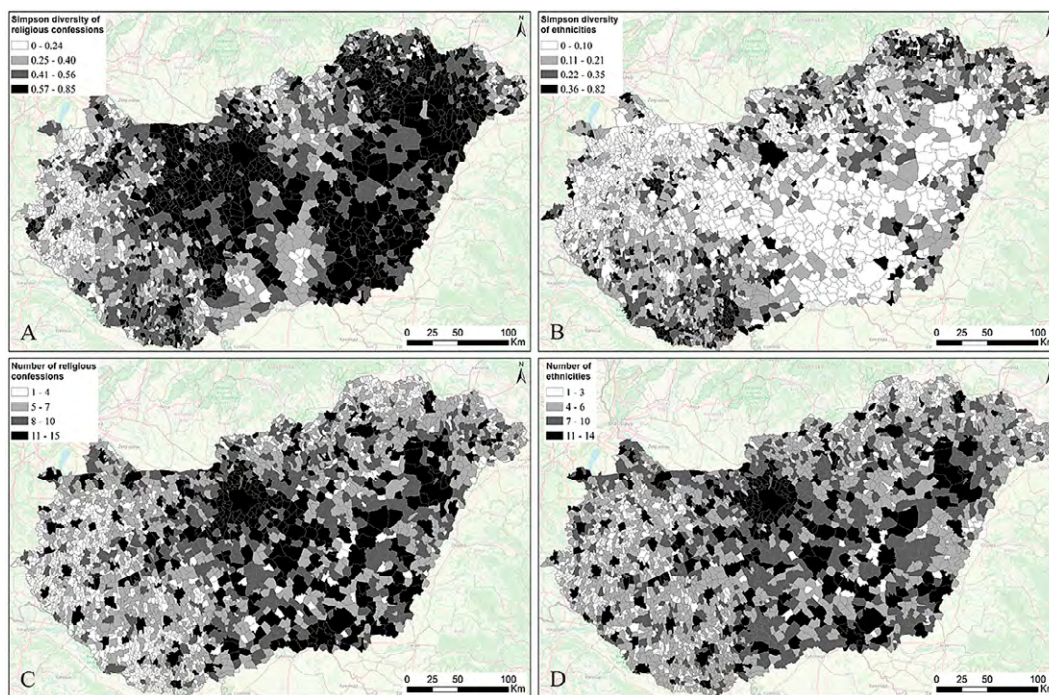 Simpson diversity of
religious confessions
0 - 0.24
0.25 - 0.40
0.41 - 0.56
0.57 - 0.85
N
A
0 25 50 100
Km
Simpson diversity
of ethnicities
0 - 0.10
0.11 - 0.21
0.22 - 0.35
0.36 - 0.82
N
B
0 25 50 100
Km
Number of religious
confessions
1 - 4
5 - 7
8 - 10
11 - 15
N
C
0 25 50 100
Km
Number of
ethnicities
1 - 3
4 - 6
7 - 10
11 - 14
N
D
0 25 50 100
Km